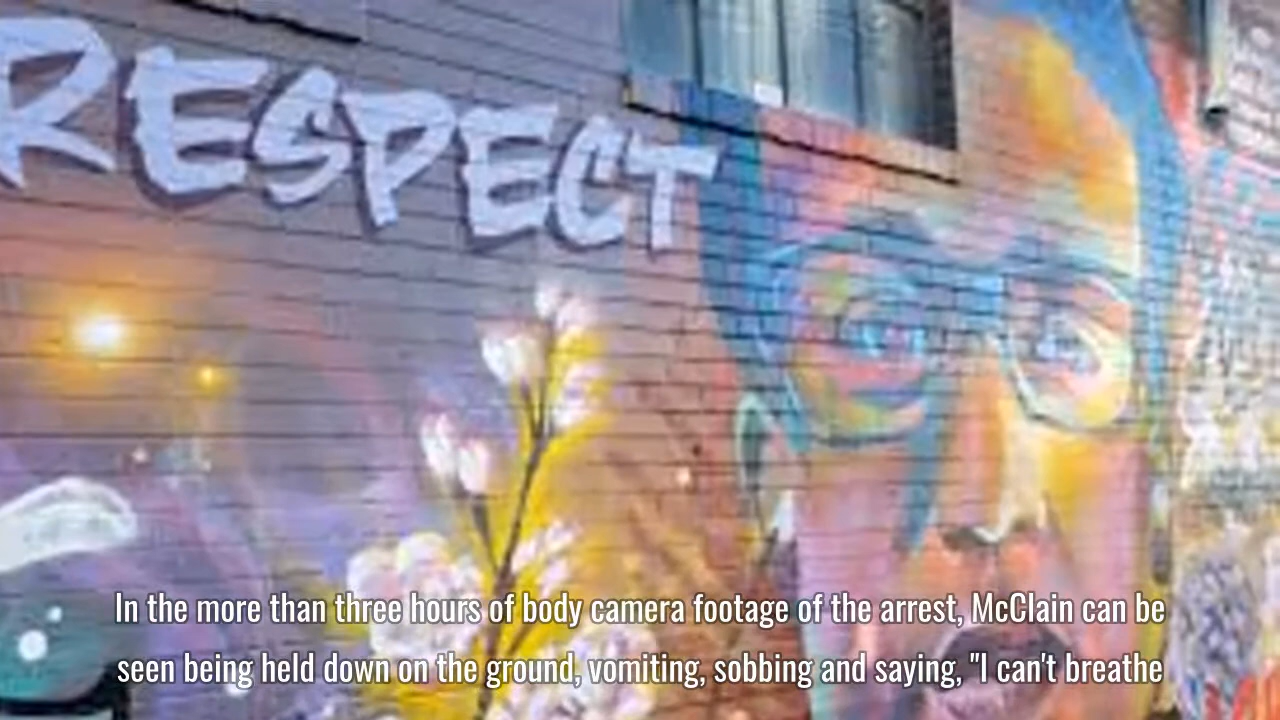 RESPECT
In the more than three hours of body camera footage of the arrest, McClain can be
seen being held down on the ground, vomiting, sobbing and saying, "I can't breathe